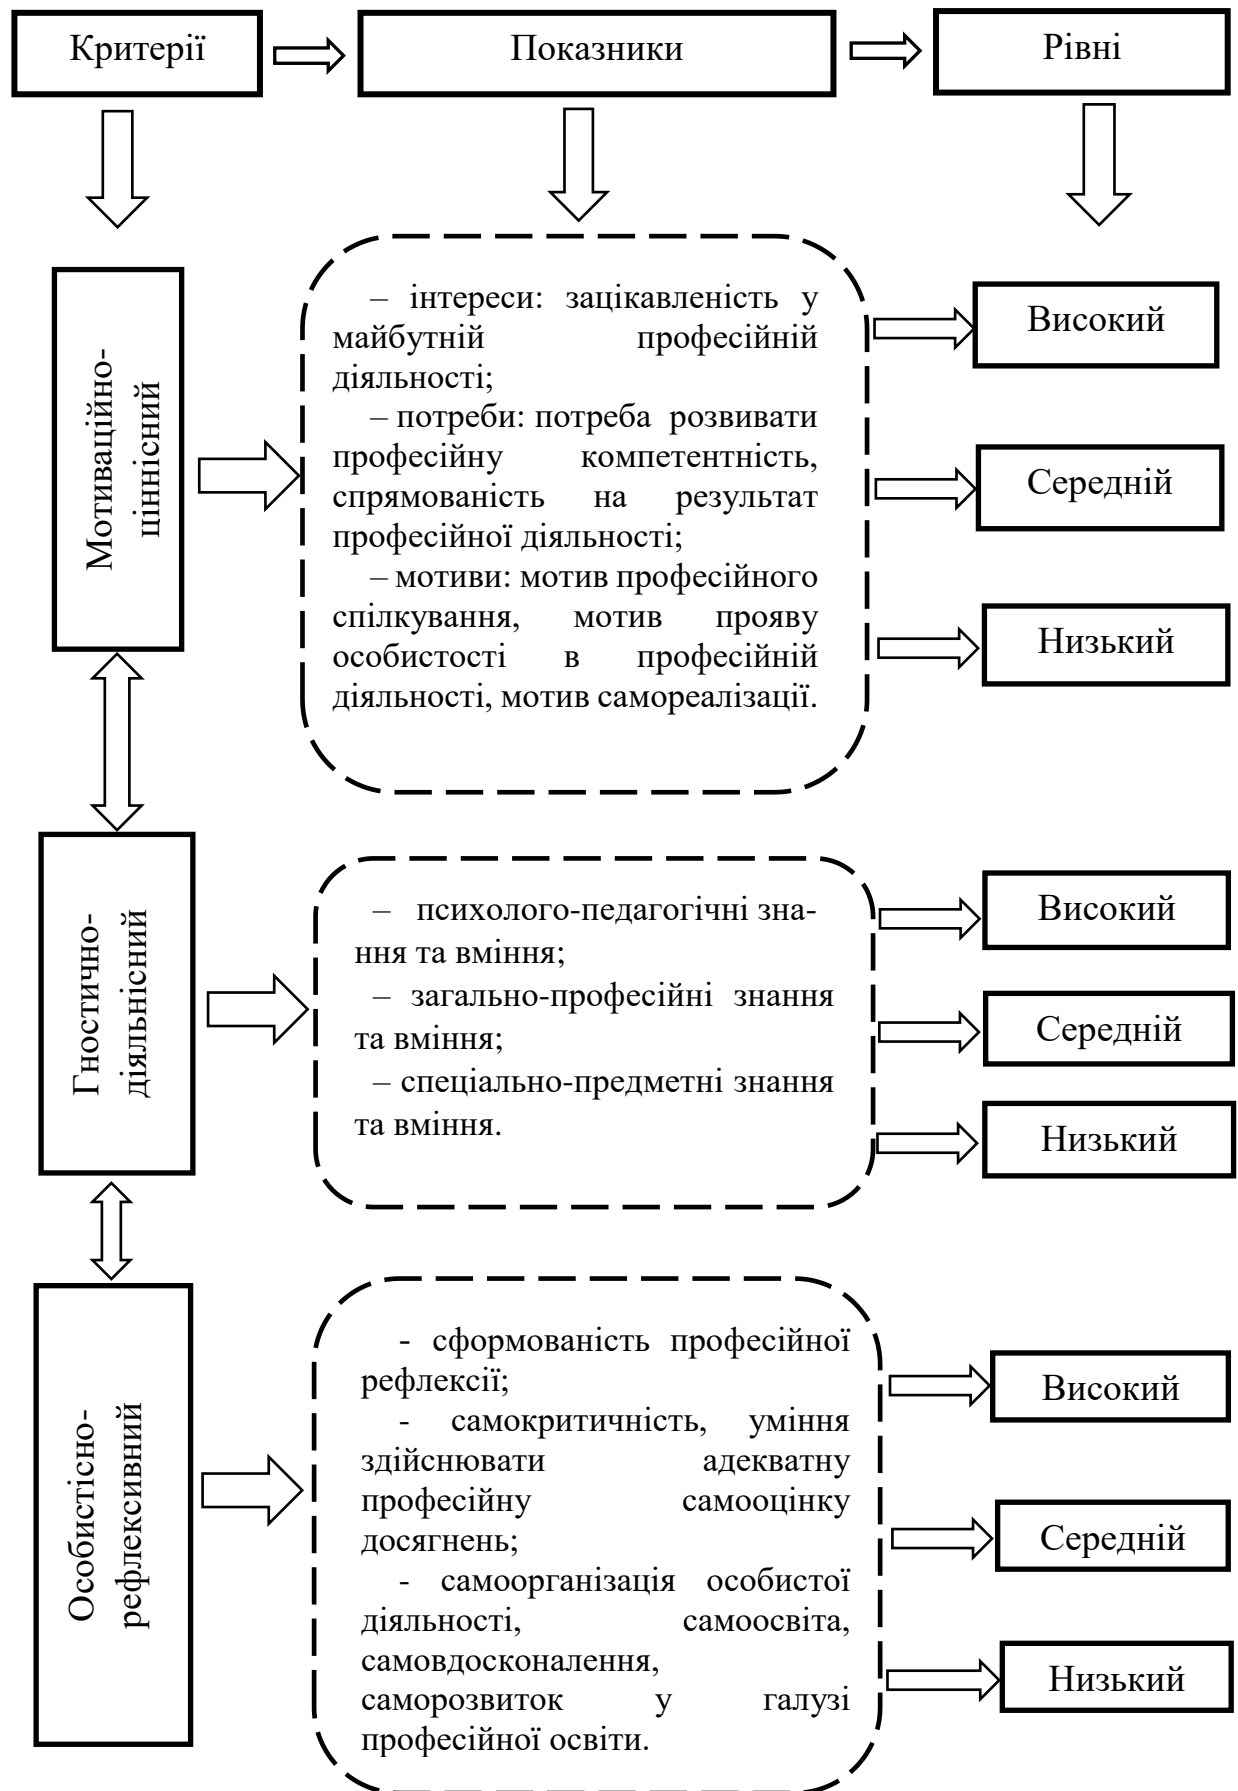 Критерії
Показники
Рівні
Мотиваційно-
ціннісний
– інтереси: зацікавленість у
майбутній професійній
діяльності;
– потреби: потреба розвивати
професійну компетентність,
спрямованість на результат
професійної діяльності;
– мотиви: мотив професійного
спілкування, мотив прояву
особистості в професійній
діяльності, мотив самореалізації.
Високий
Середній
Низький
Гностично-
діяльнісний
– психолого-педагогічні зна-
ння та вміння;
– загально-професійні знання
та вміння;
– спеціально-предметні знання
та вміння.
Високий
Середній
Низький
Особистісно-
рефлексивний
- сформованість професійної
рефлексії;
- самокритичність, уміння
здійснювати адекватну
професійну самооцінку
досягнень;
- самоорганізація особистої
діяльності, самоосвіта,
самовдосконалення,
саморозвиток у галузі
професійної освіти.
Високий
Середній
Низький